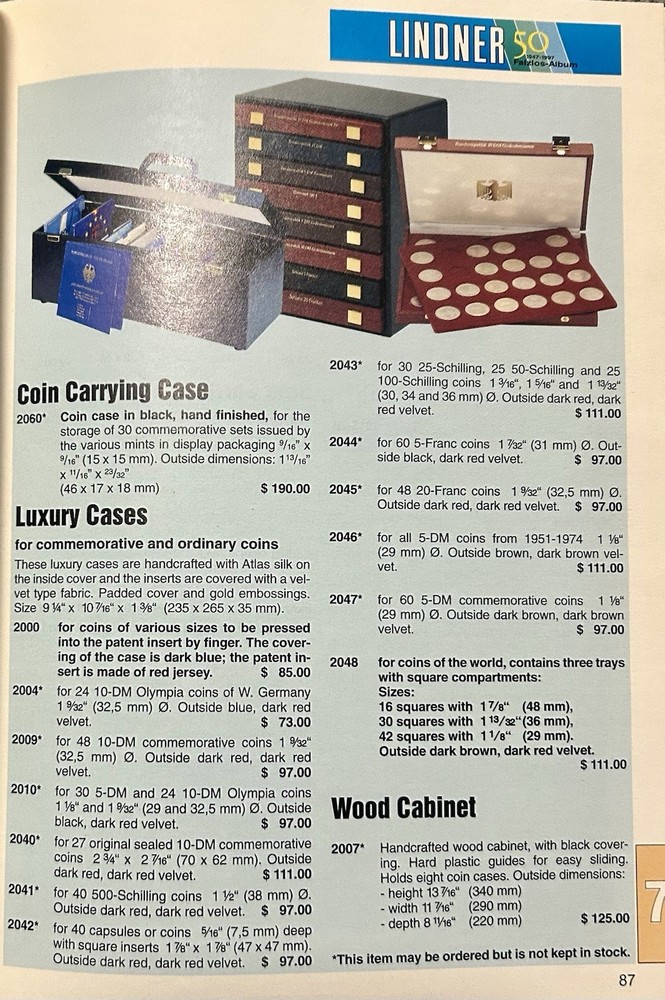 LINDNER 50
1947-1997
Falzlos-Album
Coin Carrying Case
2060* Coin case in black, hand finished, for the
storage of 30 commemorative sets issued by
the various mints in display packaging 9/16" x
9/16" (15 x 15 mm). Outside dimensions: 1 13/16"
x 11/16" x 23/32"
(46 x 17 x 18 mm) $ 190.00
Luxury Cases
for commemorative and ordinary coins
These luxury cases are handcrafted with Atlas silk on
the inside cover and the inserts are covered with a vel-
vet type fabric. Padded cover and gold embossings.
Size 9 1/4" x 10 7/16" x 1 3/8" (235 x 265 x 35 mm).
2000 for coins of various sizes to be pressed
into the patent insert by finger. The cover-
ing of the case is dark blue; the patent in-
sert is made of red jersey. $ 85.00
2004* for 24 10-DM Olympia coins of W. Germany
1 9/32" (32,5 mm) Ø. Outside blue, dark red
velvet. $ 73.00
2009* for 48 10-DM commemorative coins 1 9/32"
(32,5 mm) Ø. Outside dark red, dark red
velvet. $ 97.00
2010* for 30 5-DM and 24 10-DM Olympia coins
1 1/8" and 1 9/32" (29 and 32,5 mm) Ø. Outside
black, dark red velvet. $ 97.00
2040* for 27 original sealed 10-DM commemorative
coins 2 3/4" x 2 7/16" (70 x 62 mm). Outside
dark red, dark red velvet. $ 111.00
2041* for 40 500-Schilling coins 1 1/2" (38 mm) Ø.
Outside dark red, dark red velvet. $ 97.00
2042* for 40 capsules or coins 5/16" (7,5 mm) deep
with square inserts 1 7/8" x 1 7/8" (47 x 47 mm).
Outside dark red, dark red velvet. $ 97.00
2043* for 30 25-Schilling, 25 50-Schilling and 25
100-Schilling coins 1 3/16", 1 5/16" and 1 13/32"
(30, 34 and 36 mm) Ø. Outside dark red, dark
red velvet. $ 111.00
2044* for 60 5-Franc coins 1 7/32" (31 mm) Ø. Out-
side black, dark red velvet. $ 97.00
2045* for 48 20-Franc coins 1 9/32" (32,5 mm) Ø.
Outside dark red, dark red velvet. $ 97.00
2046* for all 5-DM coins from 1951-1974 1 1/8"
(29 mm) Ø. Outside brown, dark brown vel-
vet. $ 111.00
2047* for 60 5-DM commemorative coins 1 1/8"
(29 mm) Ø. Outside brown, dark brown
velvet. $ 97.00
2048 for coins of the world, contains three trays
with square compartments:
Sizes:
16 squares with 1 7/8" (48 mm),
30 squares with 1 13/32" (36 mm),
42 squares with 1 1/8" (29 mm).
Outside dark brown, dark red velvet.
$ 111.00
Wood Cabinet
2007* Handcrafted wood cabinet, with black cover-
ing. Hard plastic guides for easy sliding.
Holds eight coin cases. Outside dimensions:
- height 13 7/16" (340 mm)
- width 11 7/16" (290 mm)
- depth 8 11/16" (220 mm) $ 125.00
*This item may be ordered but is not kept in stock.
7
87